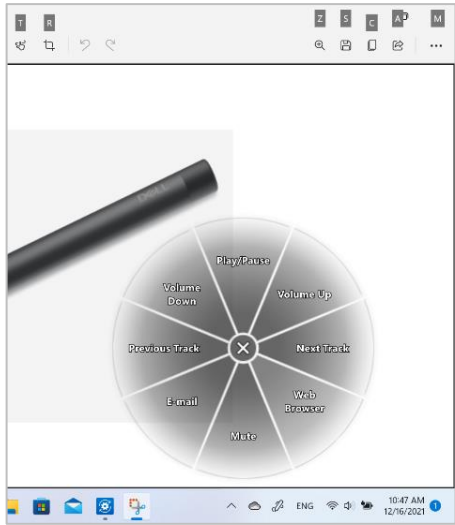 T R Z S C A M
DELL
Play/Pause
Volume
Down
Volume Up
Previous Track
Next Track
E-mail
Web
Browser
Mute
ENG
10:47 AM
12/16/2021
1